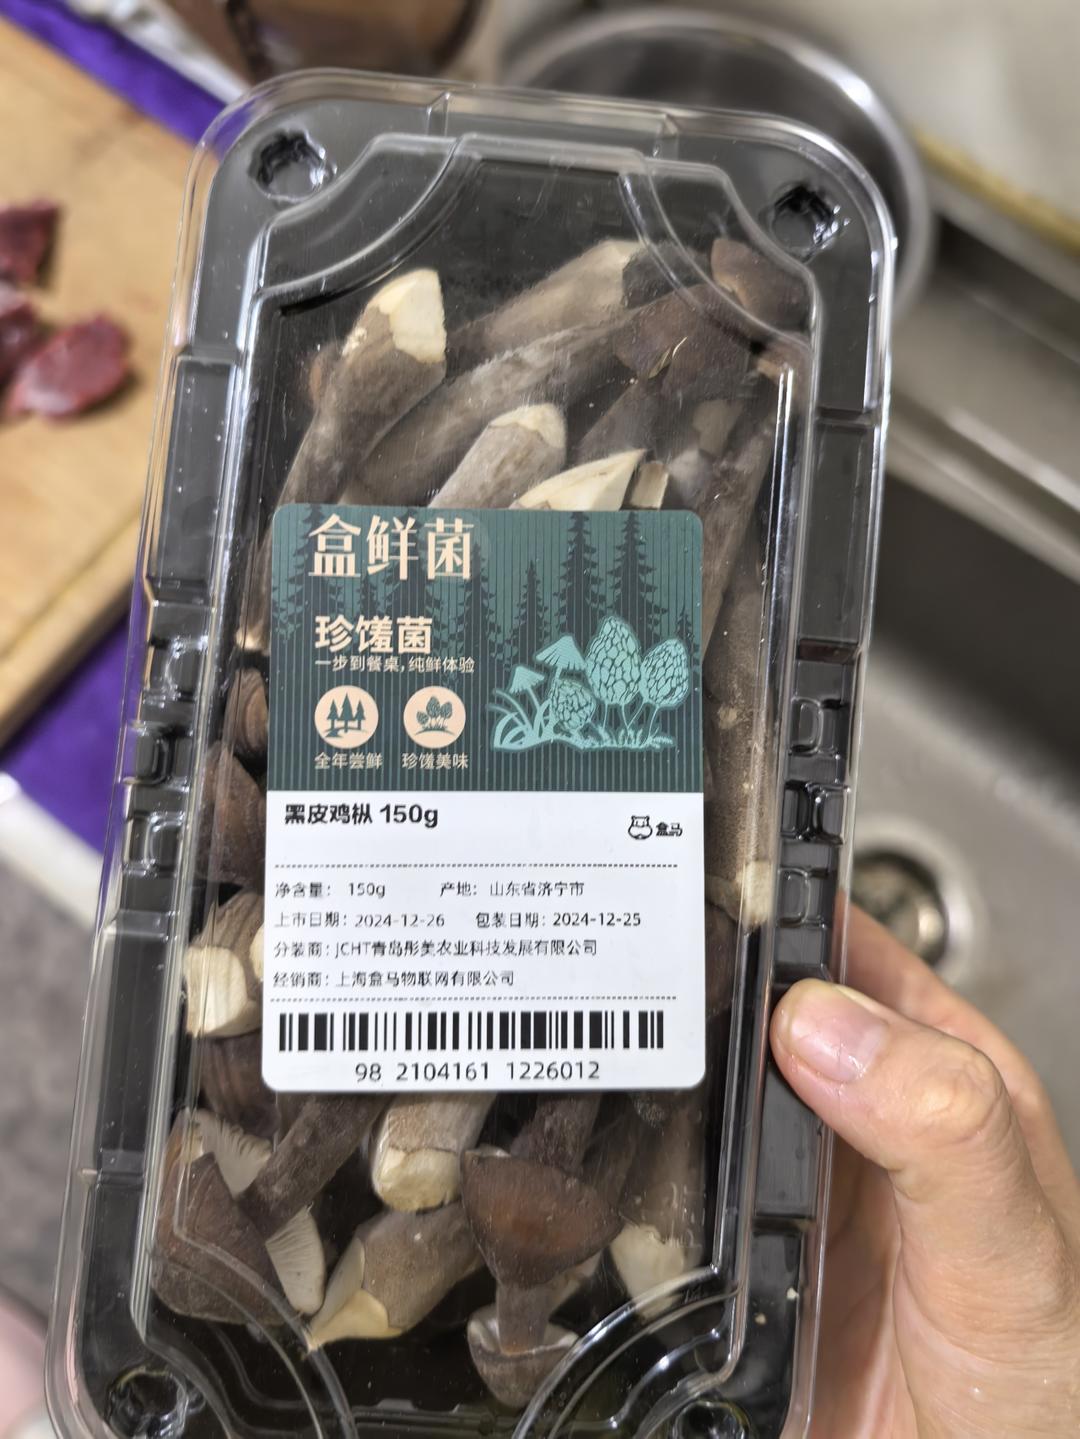 盒鲜菌
珍馐菌
一步到餐桌,纯鲜体验
全年尝鲜 珍馐美味
黑皮鸡枞 150g
盒马
净含量： 150g 产地： 山东省济宁市
上市日期：2024-12-26 包装日期：2024-12-25
分装商：JCHT青岛彤美农业科技发展有限公司
经销商：上海盒马物联网有限公司
98 2104161 1226012